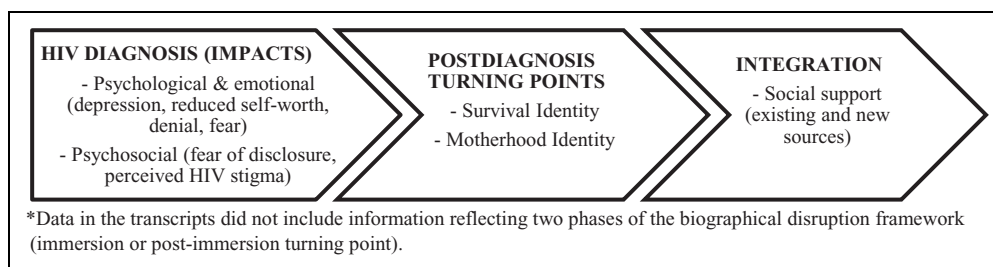 HIV DIAGNOSIS (IMPACTS)
- Psychological & emotional
(depression, reduced self-worth,
denial, fear)
- Psychosocial (fear of disclosure,
perceived HIV stigma)
POSTDIAGNOSIS
TURNING POINTS
- Survival Identity
- Motherhood Identity
INTEGRATION
- Social support
(existing and new
sources)
*Data in the transcripts did not include information reflecting two phases of the biographical disruption framework
(immersion or post-immersion turning point).